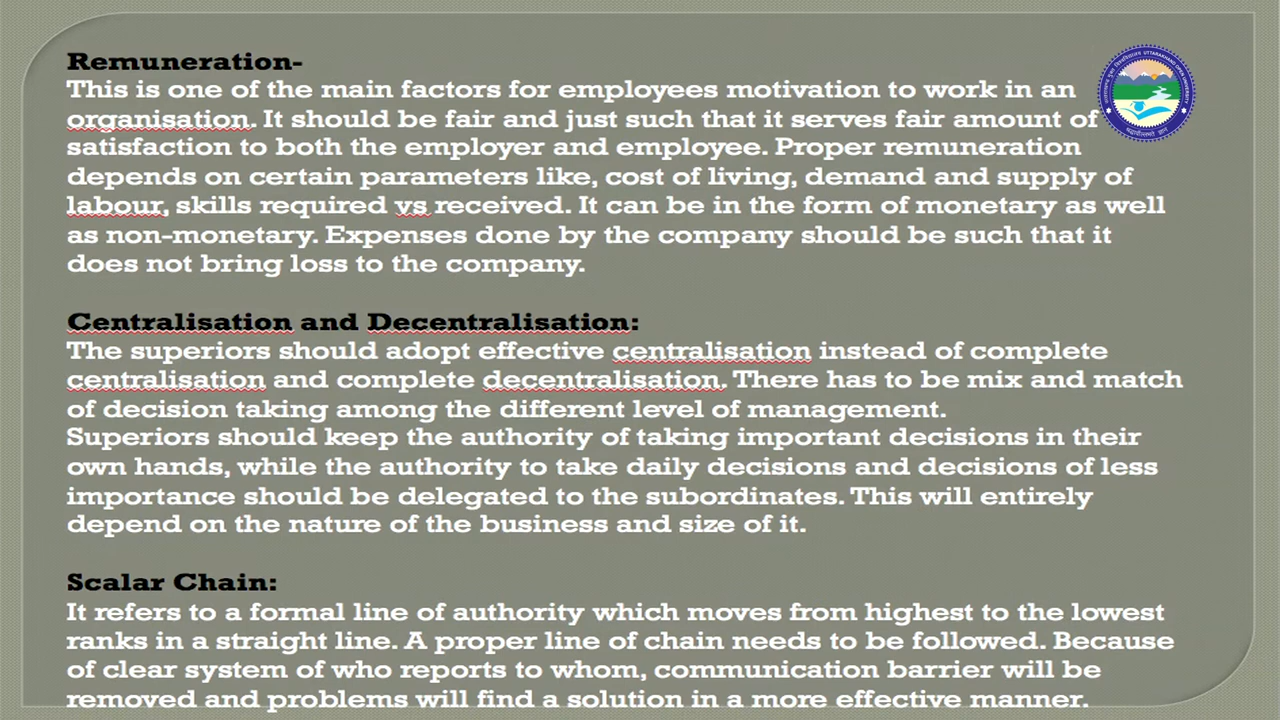 Remuneration-
This is one of the main factors for employees motivation to work in an
organisation. It should be fair and just such that it serves fair amount of
satisfaction to both the employer and employee. Proper remuneration
depends on certain parameters like, cost of living, demand and supply of
labour, skills required vs received. It can be in the form of monetary as well
as non-monetary. Expenses done by the company should be such that it
does not bring loss to the company.
Centralisation and Decentralisation:
The superiors should adopt effective centralisation instead of complete
centralisation and complete decentralisation. There has to be mix and match
of decision taking among the different level of management.
Superiors should keep the authority of taking important decisions in their
own hands, while the authority to take daily decisions and decisions of less
importance should be delegated to the subordinates. This will entirely
depend on the nature of the business and size of it.
Scalar Chain:
It refers to a formal line of authority which moves from highest to the lowest
ranks in a straight line. A proper line of chain needs to be followed. Because
of clear system of who reports to whom, communication barrier will be
removed and problems will find a solution in a more effective manner.